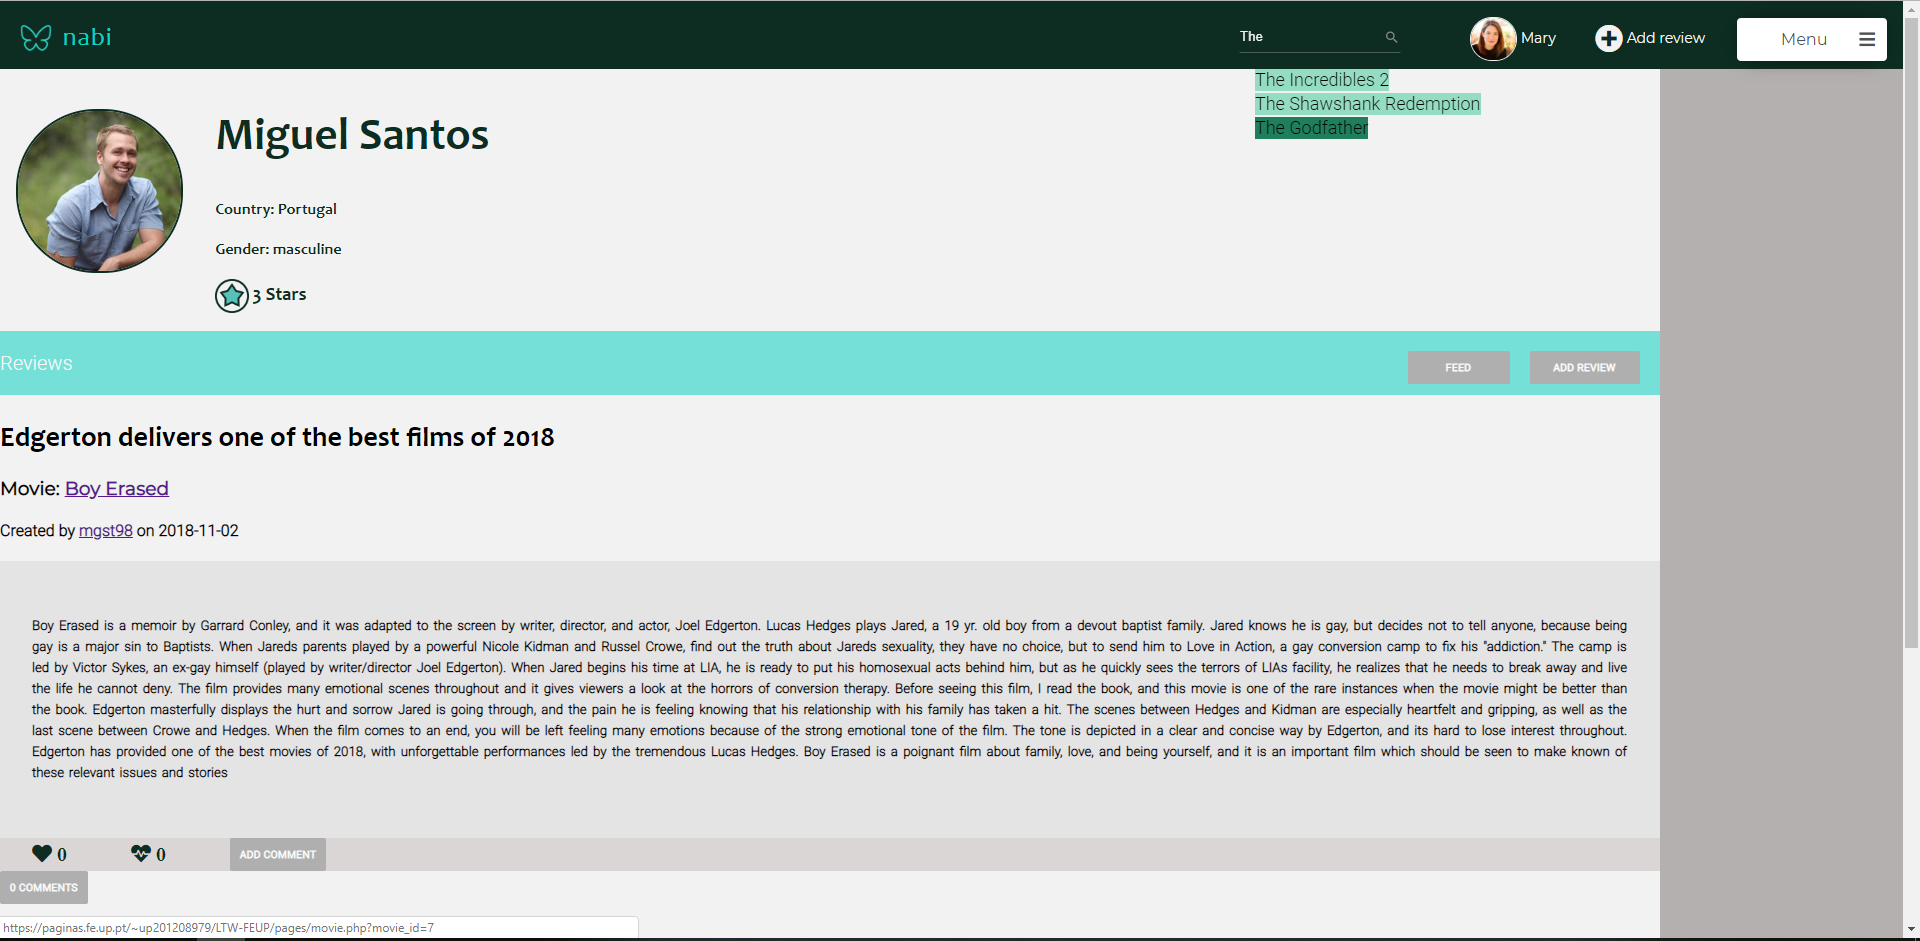 nabi
The
Mary
Add review
Menu
The Incredibles 2
The Shawshank Redemption
The Godfather
Miguel Santos
Country: Portugal
Gender: masculine
3 Stars
Reviews
FEED
ADD REVIEW
Edgerton delivers one of the best films of 2018
Movie: Boy Erased
Created by mgst98 on 2018-11-02
Boy Erased is a memoir by Garrard Conley, and it was adapted to the screen by writer, director, and actor, Joel Edgerton. Lucas Hedges plays Jared, a 19 yr. old boy from a devout baptist family. Jared knows he is gay, but decides not to tell anyone, because being
gay is a major sin to Baptists. When Jareds parents played by a powerful Nicole Kidman and Russel Crowe, find out the truth about Jareds sexuality, they have no choice, but to send him to Love in Action, a gay conversion camp to fix his "addiction." The camp is
led by Victor Sykes, an ex-gay himself (played by writer/director Joel Edgerton). When Jared begins his time at LIA, he is ready to put his homosexual acts behind him, but as he quickly sees the terrors of LIAs facility, he realizes that he needs to break away and live
the life he cannot deny. The film provides many emotional scenes throughout and it gives viewers a look at the horrors of conversion therapy. Before seeing this film, I read the book, and this movie is one of the rare instances when the movie might be better than
the book. Edgerton masterfully displays the hurt and sorrow Jared is going through, and the pain he is feeling knowing that his relationship with his family has taken a hit. The scenes between Hedges and Kidman are especially heartfelt and gripping, as well as the
last scene between Crowe and Hedges. When the film comes to an end, you will be left feeling many emotions because of the strong emotional tone of the film. The tone is depicted in a clear and concise way by Edgerton, and its hard to lose interest throughout.
Edgerton has provided one of the best movies of 2018, with unforgettable performances led by the tremendous Lucas Hedges. Boy Erased is a poignant film about family, love, and being yourself, and it is an important film which should be seen to make known of
these relevant issues and stories
0
0
ADD COMMENT
0 COMMENTS
https://paginas.fe.up.pt/~up201208979/LTW-FEUP/pages/movie.php?movie_id=7